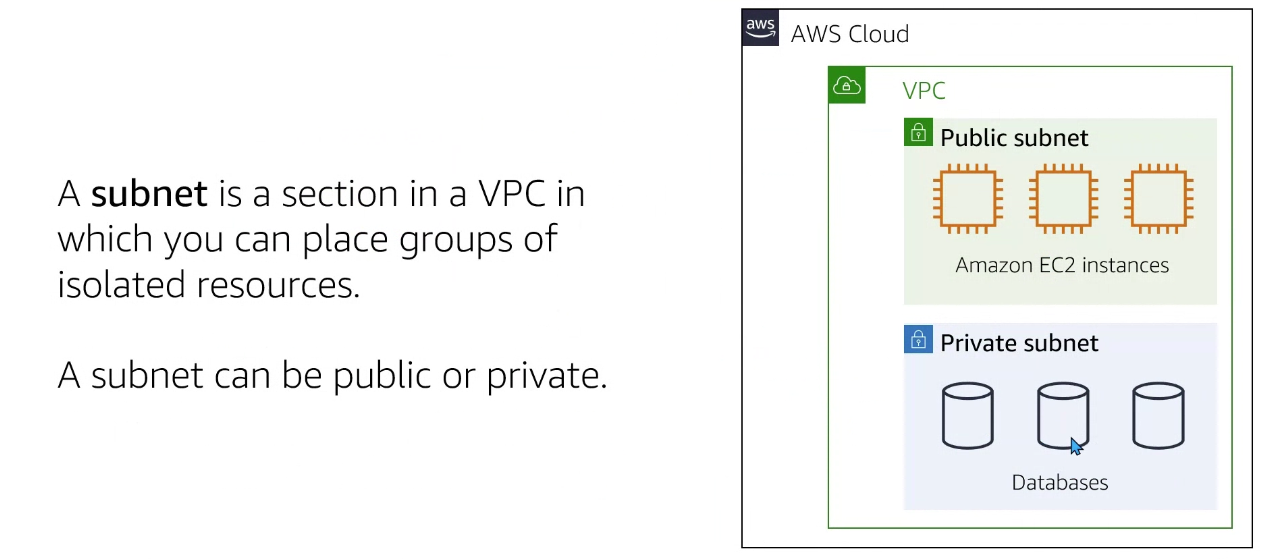 A subnet is a section in a VPC in
which you can place groups of
isolated resources.
A subnet can be public or private.
aws
AWS Cloud
VPC
Public subnet
Amazon EC2 instances
Private subnet
Databases